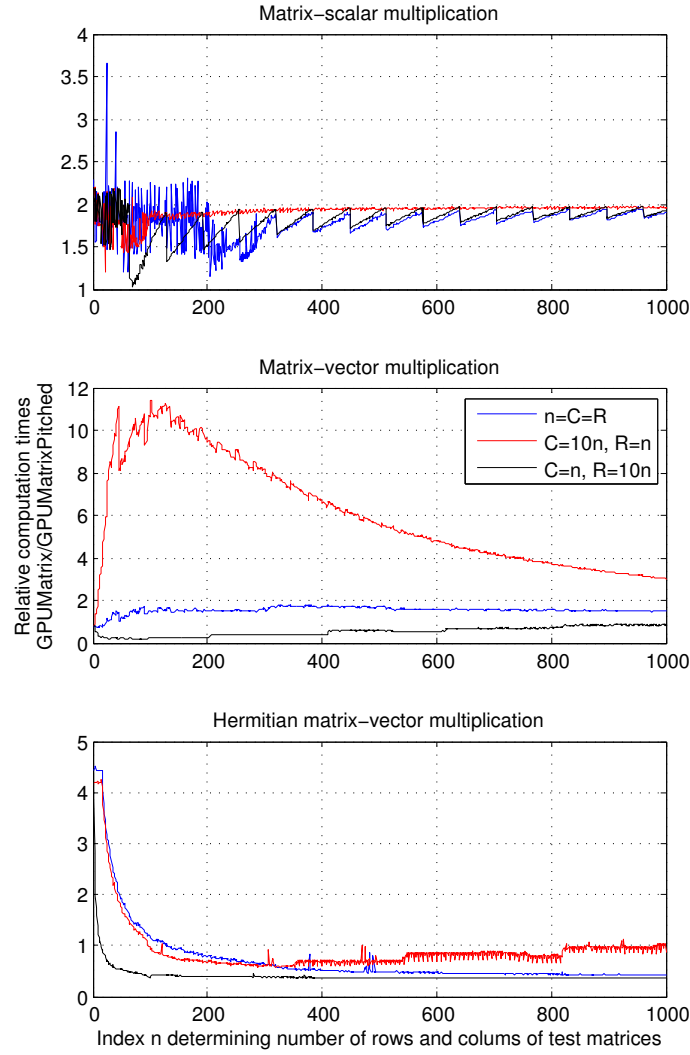 Matrix−scalar multiplication
4
3.5
3
2.5
2
1.5
1
0 200 400 600 800 1000
Matrix−vector multiplication
12
10
8
6
4
2
0
0 200 400 600 800 1000
n=C=R
C=10n, R=n
C=n, R=10n
Relative computation times
GPUMatrix/GPUMatrixPitched
Hermitian matrix−vector multiplication
5
4
3
2
1
0
0 200 400 600 800 1000
Index n determining number of rows and colums of test matrices